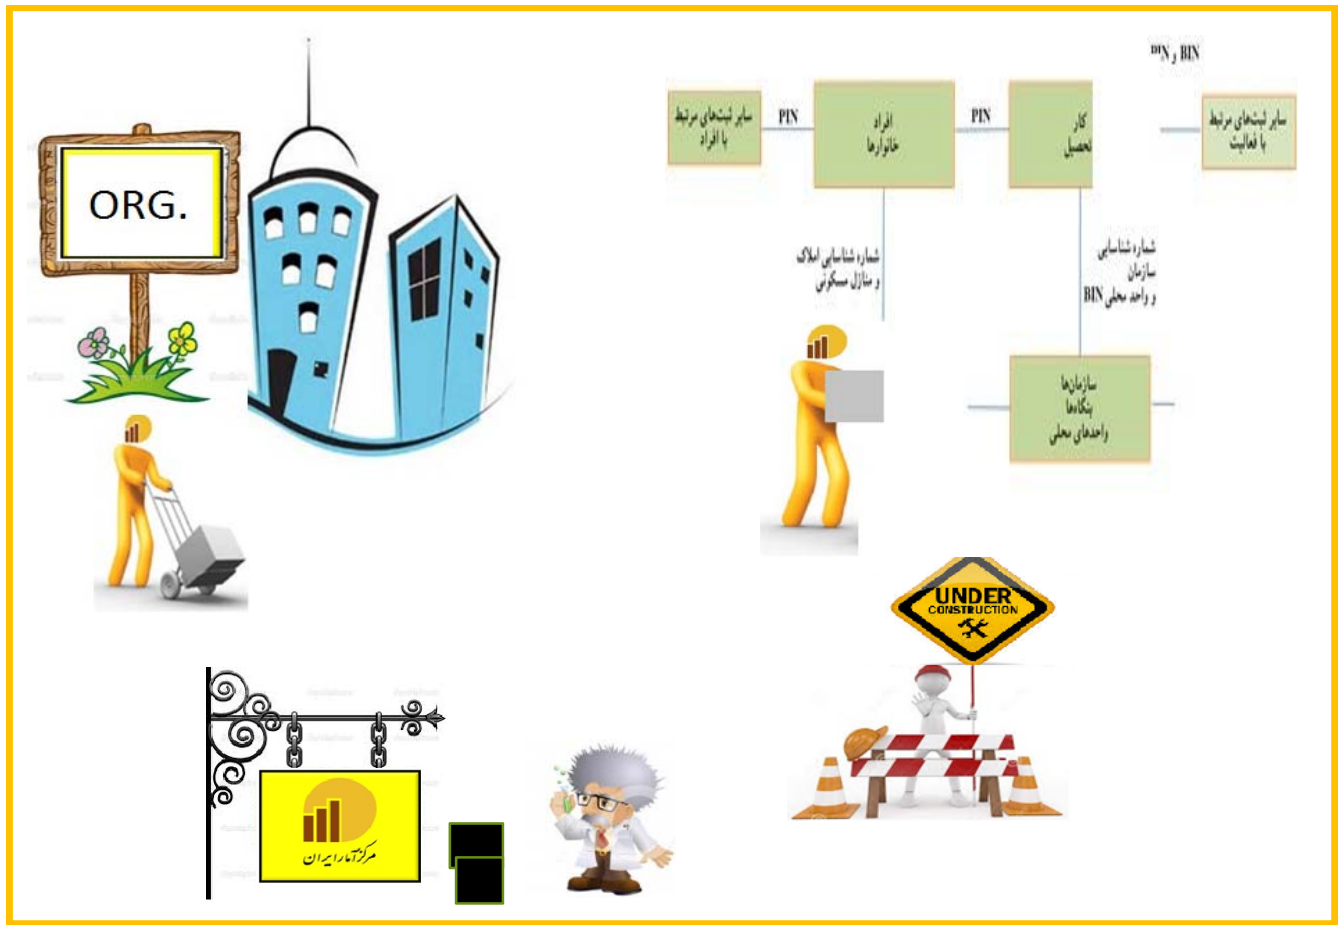 ORG.
BIN و PIN
سایر ثبت‌های مرتبط
با افراد
PIN
افراد
خانوارها
PIN
کار
تحصیل
سایر ثبت‌های مرتبط
با فعالیت
شماره شناسایی املاک
و منازل مسکونی
شماره شناسایی
سازمان
و واحد محلی BIN
سازمان‌ها
بنگاه‌ها
واحدهای محلی
UNDER
CONSTRUCTION
مرکز آمار ایران